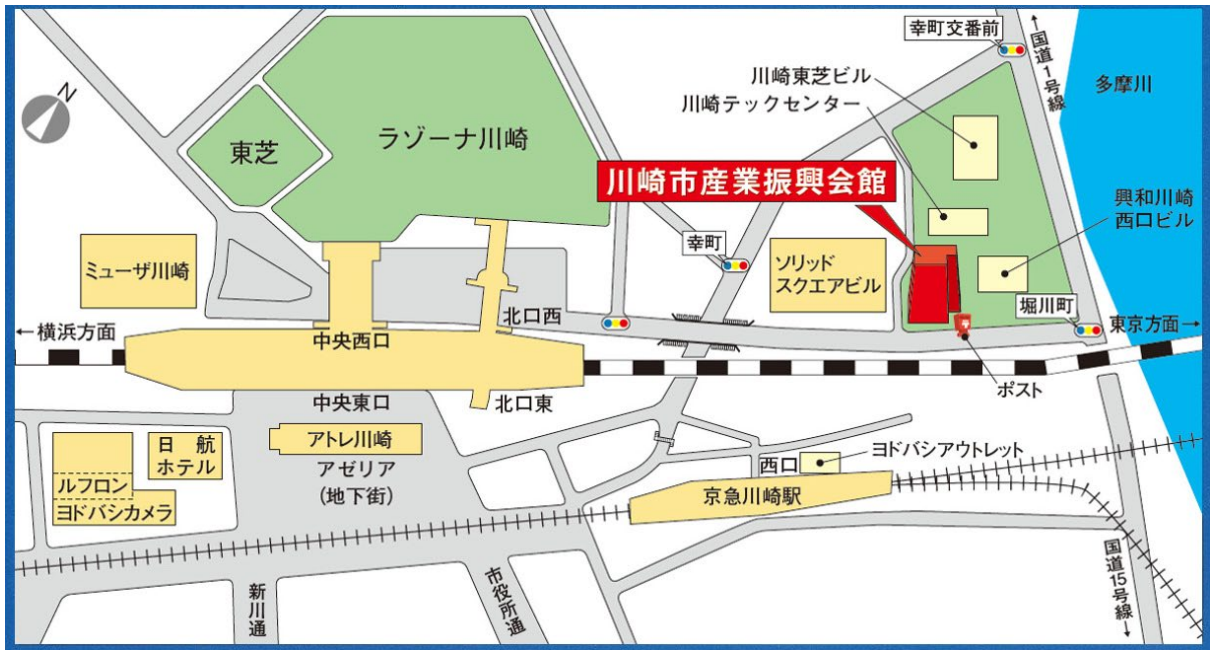 幸町交番前
←国道1号線
多摩川
川崎東芝ビル
川崎テックセンター
N
東芝
ラゾーナ川崎
川崎市産業振興会館
興和川崎
西口ビル
幸町
ソリッド
スクエアビル
ミューザ川崎
北口西
堀川町
←横浜方面
中央西口
東京方面→
ポスト
中央東口
北口東
アトレ川崎
日航
ホテル
アゼリア
(地下街)
ルフロン
ヨドバシカメラ
西口
ヨドバシアウトレット
京急川崎駅
新川通
市役所通
国道15号線→